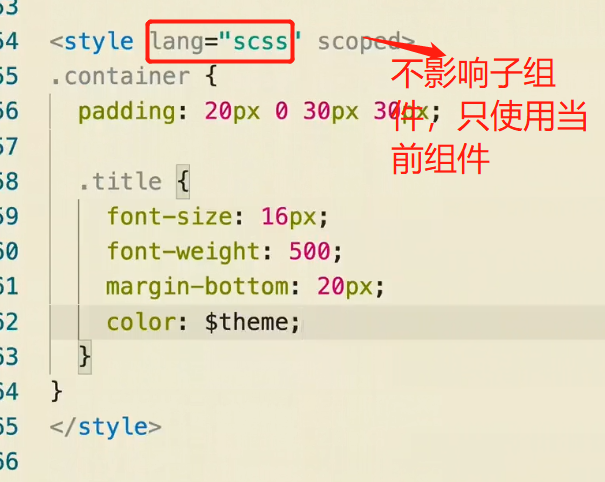 53
54 <style lang="scss" scoped>
55 .container {
56 padding: 20px 0 30px 30px;
57
58 .title {
59 font-size: 16px;
60 font-weight: 500;
61 margin-bottom: 20px;
62 color: $theme;
63 }
64 }
65 </style>
66
不影响子组
件，只使用当
前组件